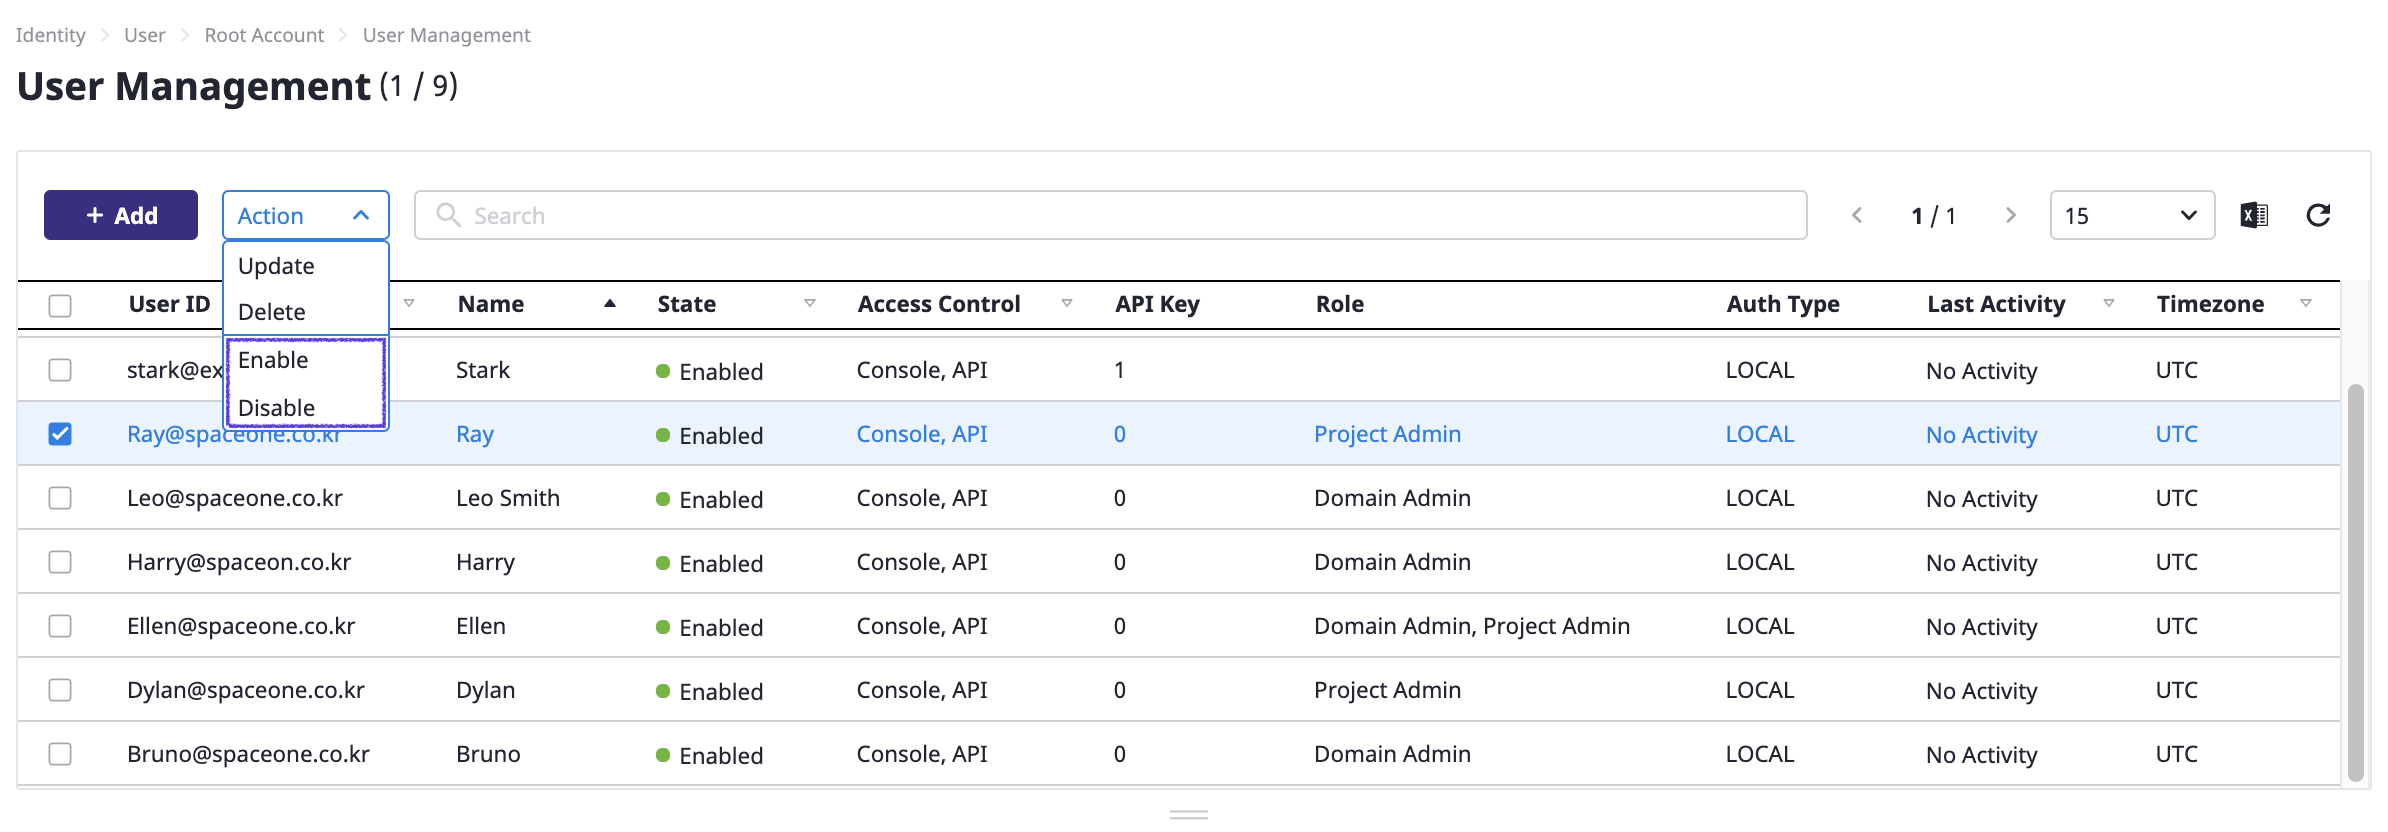 Identity > User > Root Account > User Management
User Management (1 / 9)
+ Add Action Search 1 / 1 15
Update
Delete
Enable
Disable
User ID Name State Access Control API Key Role Auth Type Last Activity Timezone
stark@ex Stark Enabled Console, API 1 LOCAL No Activity UTC
Ray@spaceone.co.kr Ray Enabled Console, API 0 Project Admin LOCAL No Activity UTC
Leo@spaceone.co.kr Leo Smith Enabled Console, API 0 Domain Admin LOCAL No Activity UTC
Harry@spaceon.co.kr Harry Enabled Console, API 0 Domain Admin LOCAL No Activity UTC
Ellen@spaceone.co.kr Ellen Enabled Console, API 0 Domain Admin, Project Admin LOCAL No Activity UTC
Dylan@spaceone.co.kr Dylan Enabled Console, API 0 Project Admin LOCAL No Activity UTC
Bruno@spaceone.co.kr Bruno Enabled Console, API 0 Domain Admin LOCAL No Activity UTC